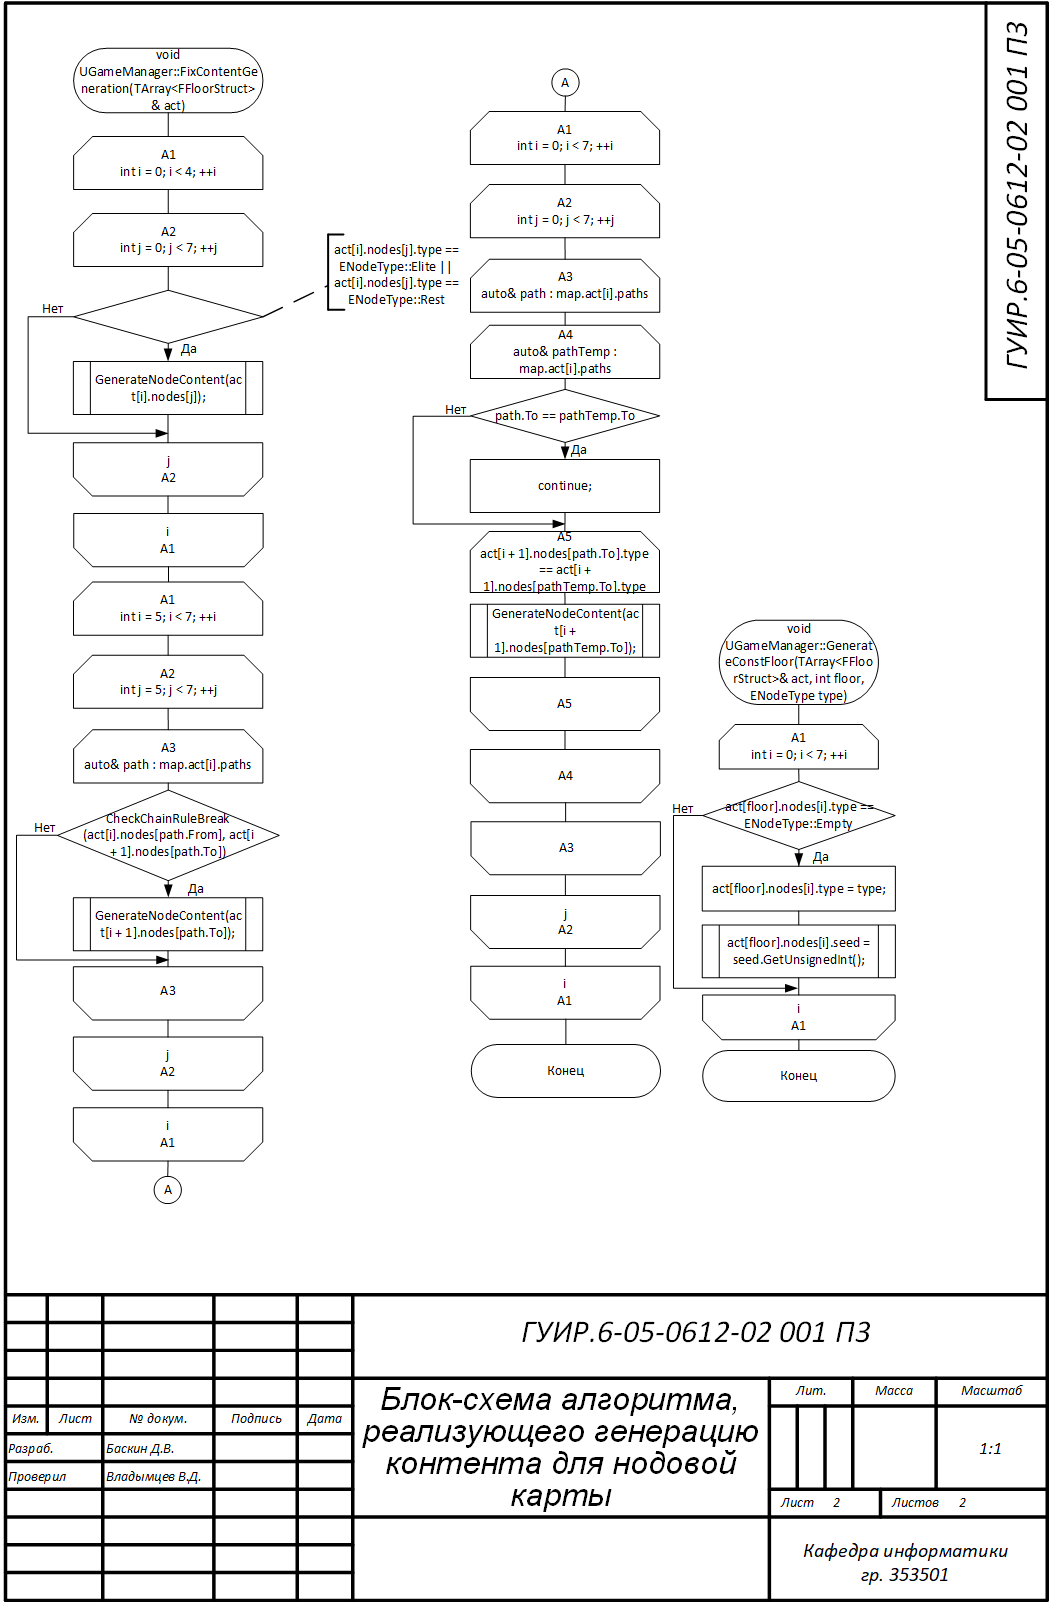 ГУИР.6-05-0612-02 001 ПЗ
void
UGameManager::FixContentGe
neration(TArray<FFloorStruct>
& act)
A1
int i = 0; i < 4; ++i
A2
int j = 0; j < 7; ++j
act[i].nodes[j].type ==
ENodeType::Elite ||
act[i].nodes[j].type ==
ENodeType::Rest
Нет
Да
GenerateNodeContent(ac
t[i].nodes[j]);
j
A2
i
A1
A1
int i = 5; i < 7; ++i
A2
int j = 5; j < 7; ++j
A3
auto& path : map.act[i].paths
CheckChainRuleBreak
(act[i].nodes[path.From], act[i
+ 1].nodes[path.To])
Нет
Да
GenerateNodeContent(ac
t[i + 1].nodes[path.To]);
A3
j
A2
i
A1
A
A
A1
int i = 0; i < 7; ++i
A2
int j = 0; j < 7; ++j
A3
auto& path : map.act[i].paths
A4
auto& pathTemp :
map.act[i].paths
Нет
path.To == pathTemp.To
Да
continue;
A5
act[i + 1].nodes[path.To].type
== act[i +
1].nodes[pathTemp.To].type
GenerateNodeContent(ac
t[i +
1].nodes[pathTemp.To]);
A5
A4
A3
j
A2
i
A1
Конец
void
UGameManager::Generat
eConstFloor(TArray<FFloo
rStruct>& act, int floor,
ENodeType type)
A1
int i = 0; i < 7; ++i
Нет
act[floor].nodes[i].type ==
ENodeType::Empty
Да
act[floor].nodes[i].type = type;
act[floor].nodes[i].seed =
seed.GetUnsignedInt();
i
A1
Конец
ГУИР.6-05-0612-02 001 ПЗ
Изм. Лист № докум. Подпись Дата
Разраб. Баскин Д.В.
Проверил Владымцев В.Д.
Блок-схема алгоритма,
реализующего генерацию
контента для нодовой
карты
Лит. Масса Масштаб
1:1
Лист 2 Листов 2
Кафедра информатики
гр. 353501